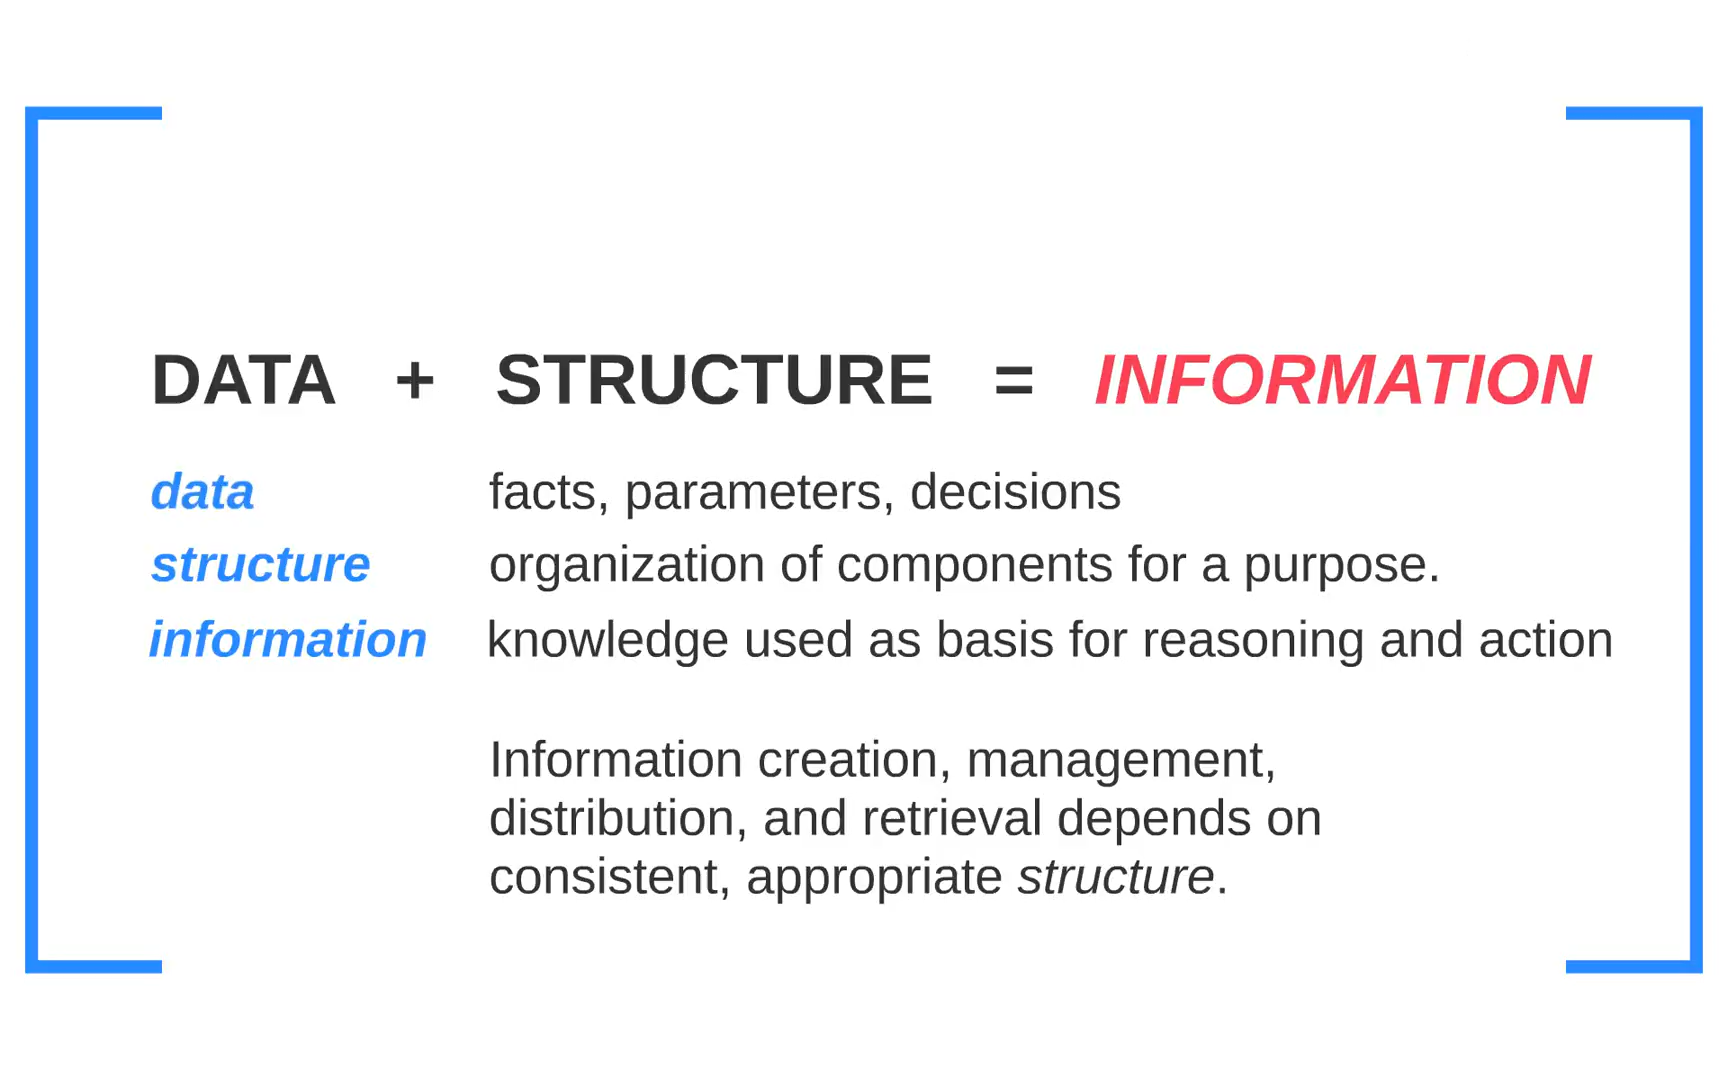 DATA + STRUCTURE = INFORMATION
data facts, parameters, decisions
structure organization of components for a purpose.
information knowledge used as basis for reasoning and action
Information creation, management,
distribution, and retrieval depends on
consistent, appropriate structure.